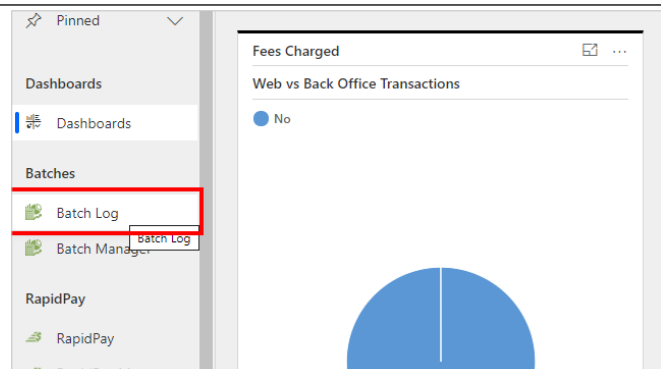 Pinned
Dashboards
Dashboards
Batches
Batch Log
Batch Log
Batch Manager
RapidPay
RapidPay
Fees Charged
Web vs Back Office Transactions
No